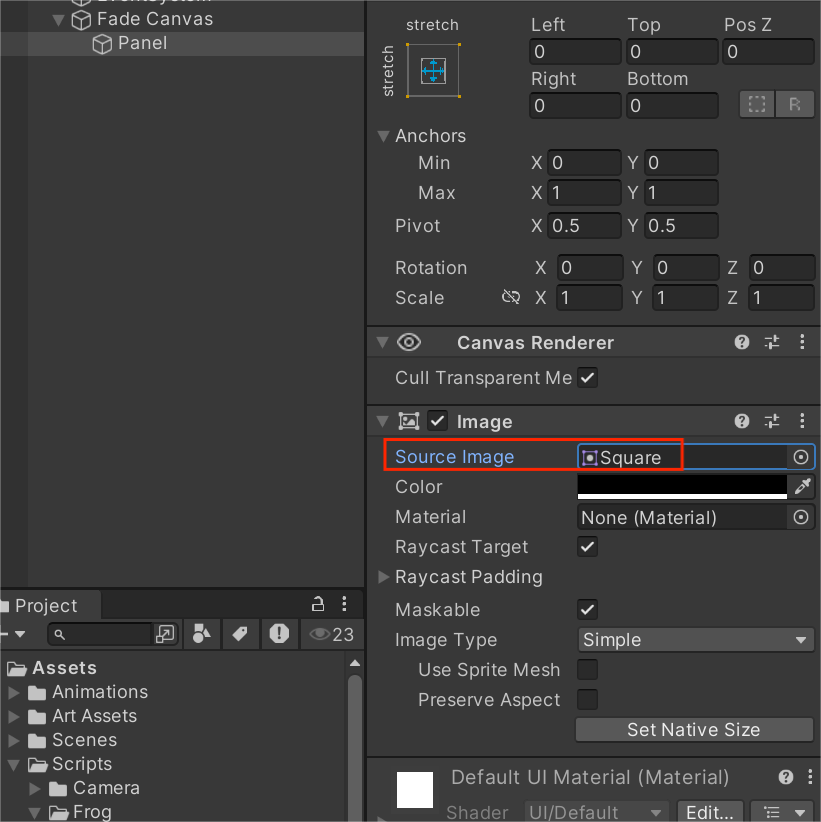 EventSystem
Fade Canvas
Panel
stretch
stretch
Left Top Pos Z
0 0 0
Right Bottom
0 0
R
Anchors
Min X 0 Y 0
Max X 1 Y 1
Pivot X 0.5 Y 0.5
Rotation X 0 Y 0 Z 0
Scale X 1 Y 1 Z 1
Canvas Renderer
Cull Transparent Me
Image
Source Image Square
Color
Material None (Material)
Raycast Target
Raycast Padding
Maskable
Image Type Simple
Use Sprite Mesh
Preserve Aspect
Set Native Size
Default UI Material (Material)
Shader UI/Default Edit...
Project
23
Assets
Animations
Art Assets
Scenes
Scripts
Camera
Frog